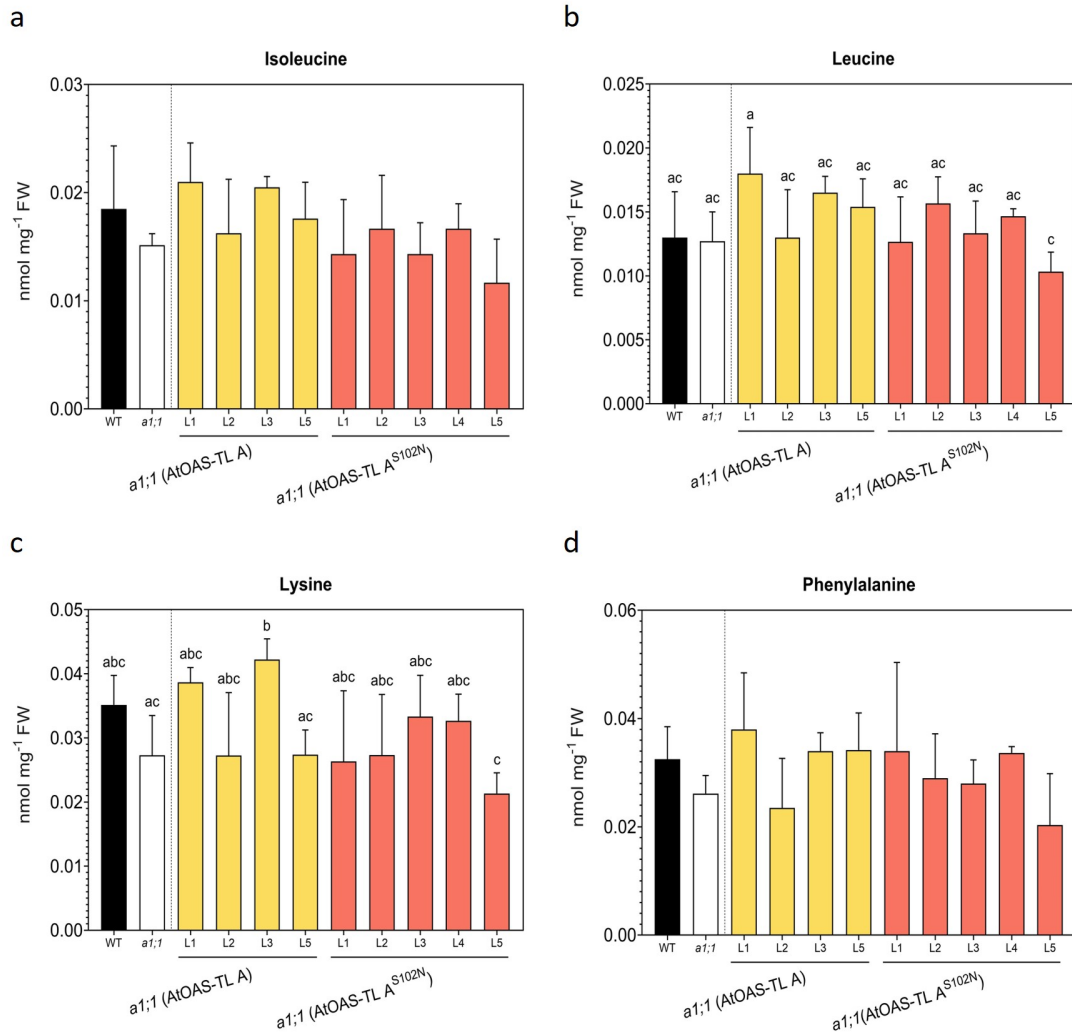 a
Isoleucine
nmol mg⁻¹ FW
0.03
0.02
0.01
0.00
WT a1;1 L1 L2 L3 L5 L1 L2 L3 L4 L5
a1;1 (AtOAS-TL A)
a1;1 (AtOAS-TL A^S102N)
b
Leucine
nmol mg⁻¹ FW
0.025
0.020
0.015
0.010
0.005
0.000
ac ac a ac ac ac ac ac ac ac c
WT a1;1 L1 L2 L3 L5 L1 L2 L3 L4 L5
a1;1 (AtOAS-TL A)
a1;1 (AtOAS-TL A^S102N)
c
Lysine
nmol mg⁻¹ FW
0.05
0.04
0.03
0.02
0.01
0.00
abc ac abc abc b ac abc abc abc abc c
WT a1;1 L1 L2 L3 L5 L1 L2 L3 L4 L5
a1;1 (AtOAS-TL A)
a1;1 (AtOAS-TL A^S102N)
d
Phenylalanine
nmol mg⁻¹ FW
0.06
0.04
0.02
0.00
WT a1;1 L1 L2 L3 L5 L1 L2 L3 L4 L5
a1;1 (AtOAS-TL A)
a1;1(AtOAS-TL A^S102N)